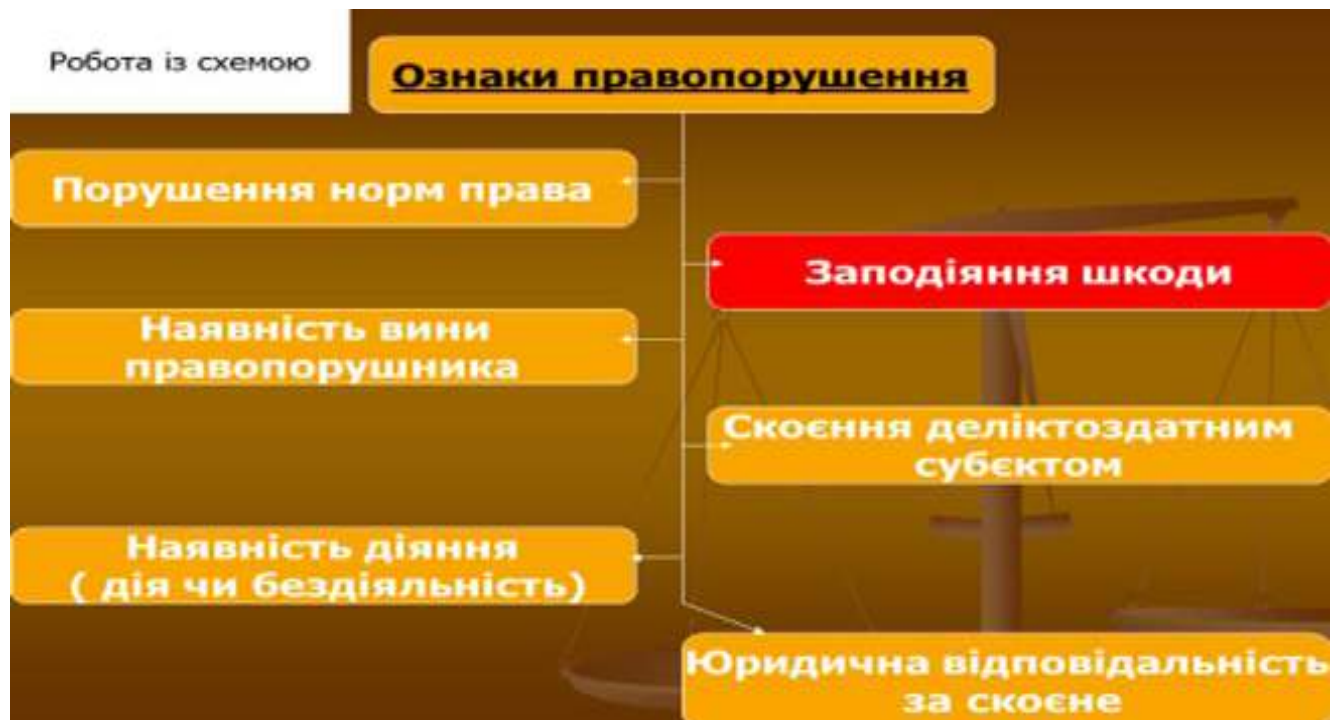 Робота із схемою
Ознаки правопорушення
Порушення норм права
Заподіяння шкоди
Наявність вини
правопорушника
Скоєння деліктоздатним
субєктом
Наявність діяння
( дія чи бездіяльність)
Юридична відповідальність
за скоєне